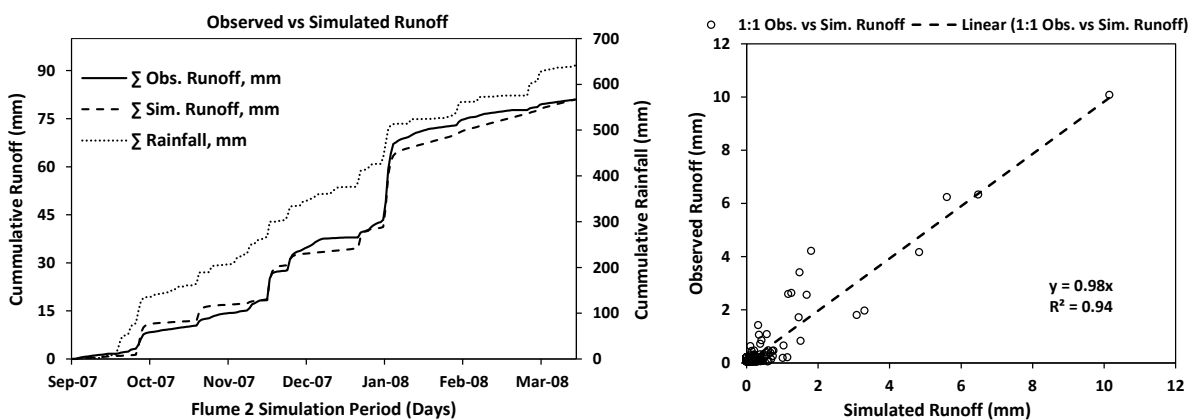 Observed vs Simulated Runoff
Cummulative Runoff (mm)
90
75
60
45
30
15
0
∑ Obs. Runoff, mm
∑ Sim. Runoff, mm
∑ Rainfall, mm
700
600
500
400
300
200
100
0
Cummulative Rainfall (mm)
Sep-07 Oct-07 Nov-07 Dec-07 Jan-08 Feb-08 Mar-08
Flume 2 Simulation Period (Days)
1:1 Obs. vs Sim. Runoff Linear (1:1 Obs. vs Sim. Runoff)
Observed Runoff (mm)
12
10
8
6
4
2
0
y = 0.98x
R² = 0.94
0 2 4 6 8 10 12
Simulated Runoff (mm)